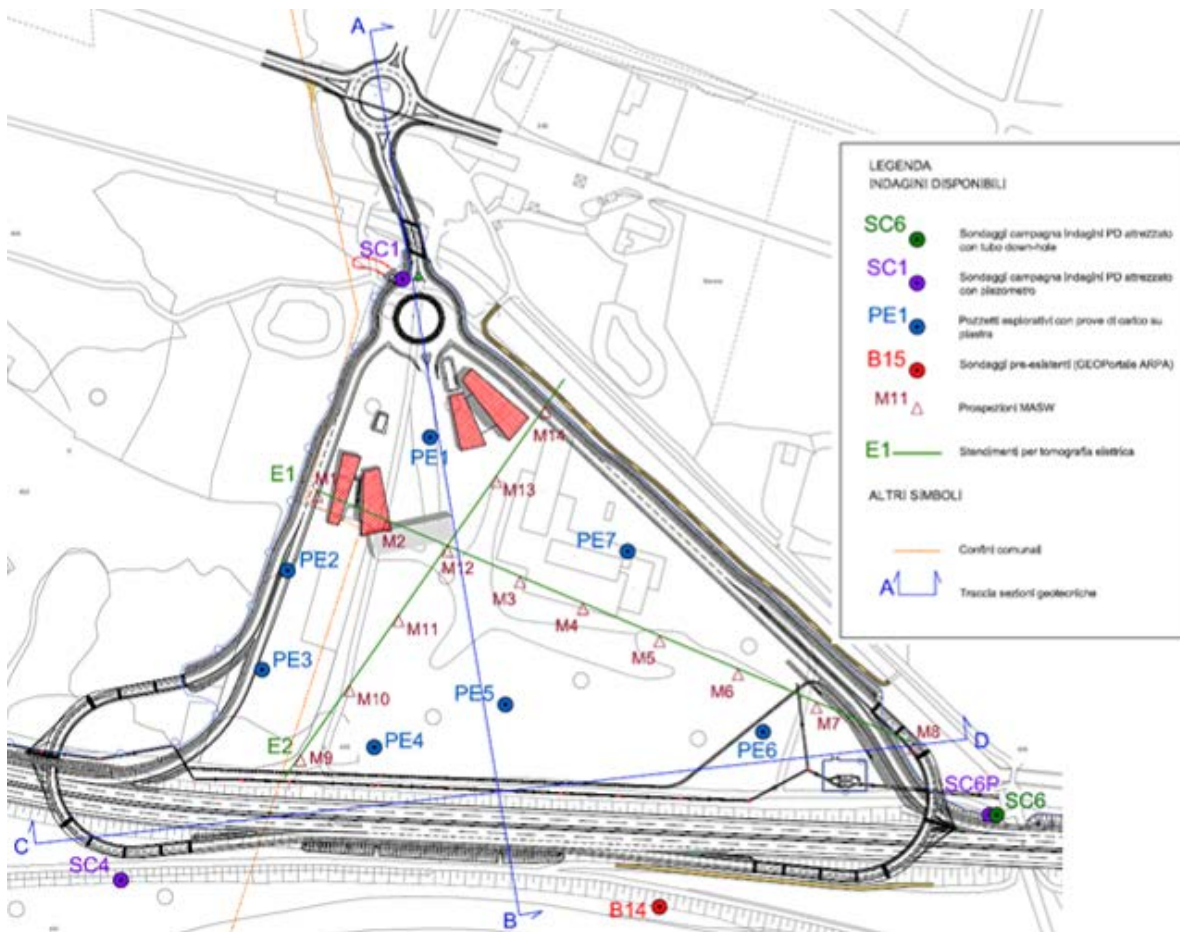 A
SC1
PE1
M14
E1
M1
M13
M2
PE7
PE2
M12
M3
M4
M11
M5
PE3
M6
M10
PE5
M7
E2
PE4
PE6
M8
M9
D
SC6P
SC6
C
SC4
B14
B
LEGENDA
INDAGINI DISPONIBILI
SC6
Sondaggi campagna indagini PD attrezzato
con tubo down-hole
SC1
Sondaggi campagna indagini PD attrezzato
con piezometro
PE1
Pozzetti esplorativi con prove di carico su
piastra
B15
Sondaggi pre-esistenti (GEOPortale ARPA)
M11
Prospezioni MASW
E1
Stendimenti per tomografia elettrica
ALTRI SIMBOLI
Confini comunali
A
Traccia sezioni geotecniche